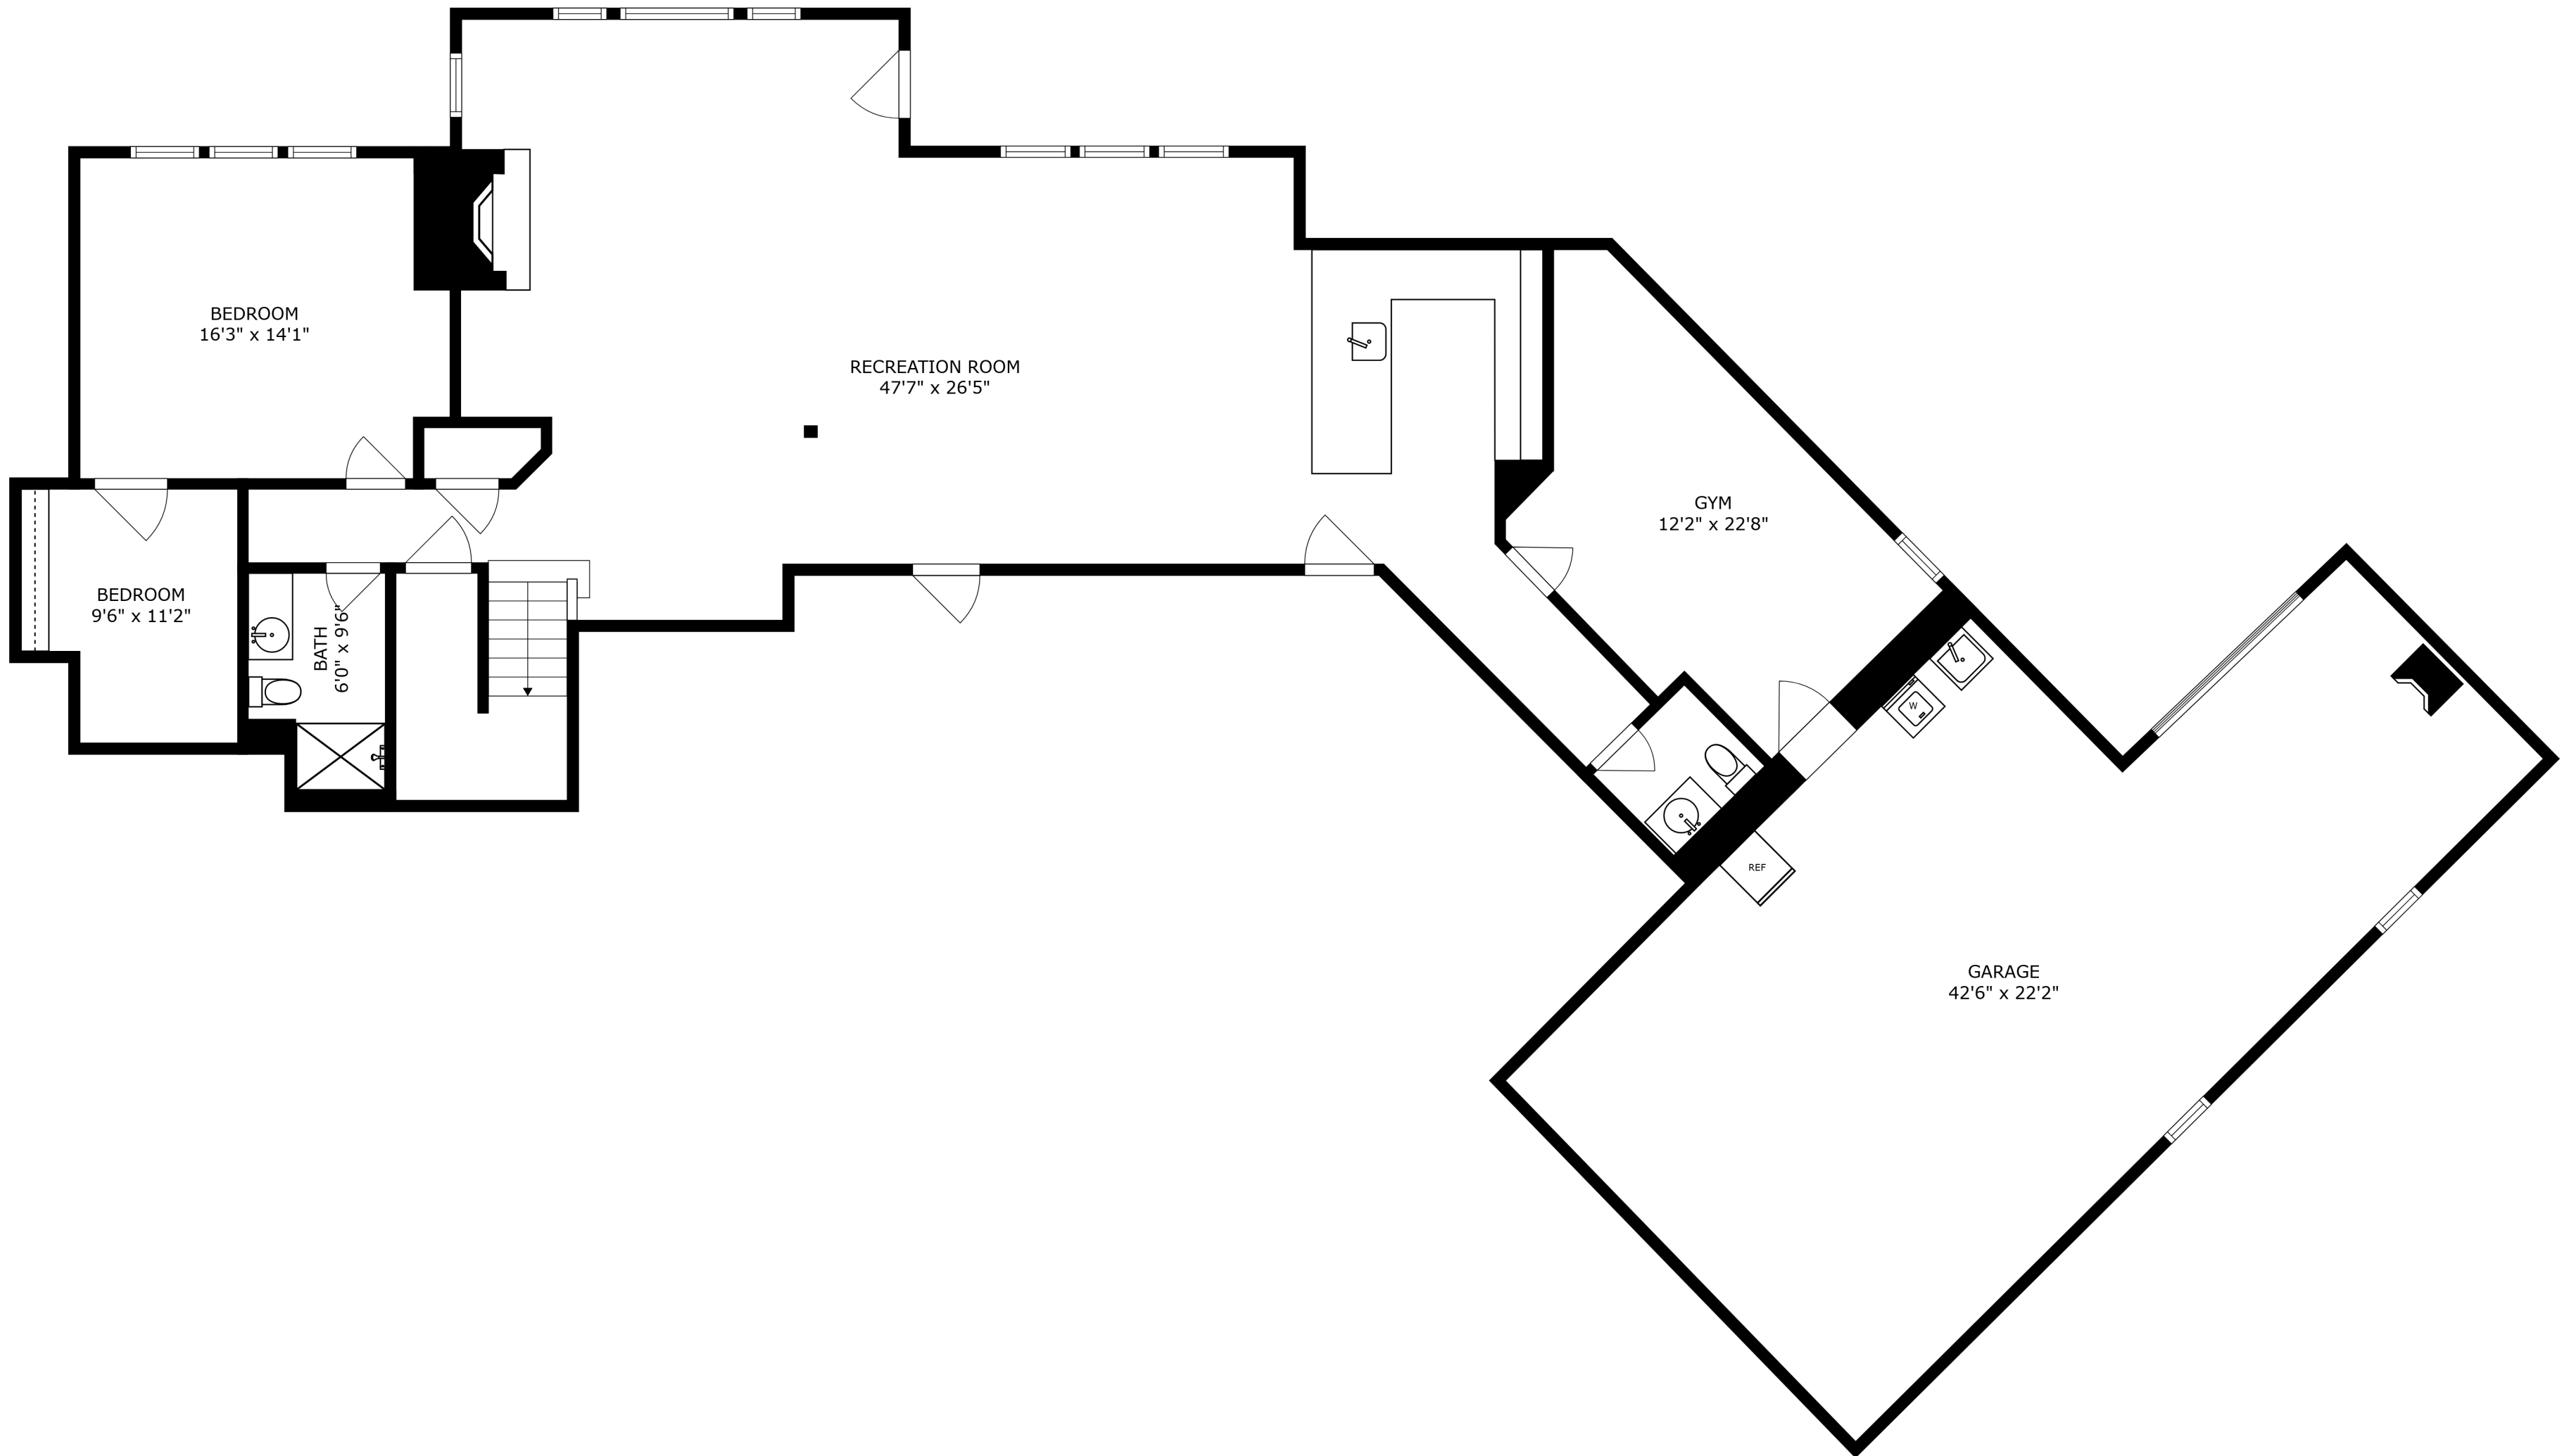 BEDROOM
16'3" x 14'1"
RECREATION ROOM
47'7" x 26'5"
GYM
12'2" x 22'8"
BEDROOM
9'6" x 11'2"
BATH
6'0" x 9'6"
W
REF
GARAGE
42'6" x 22'2"